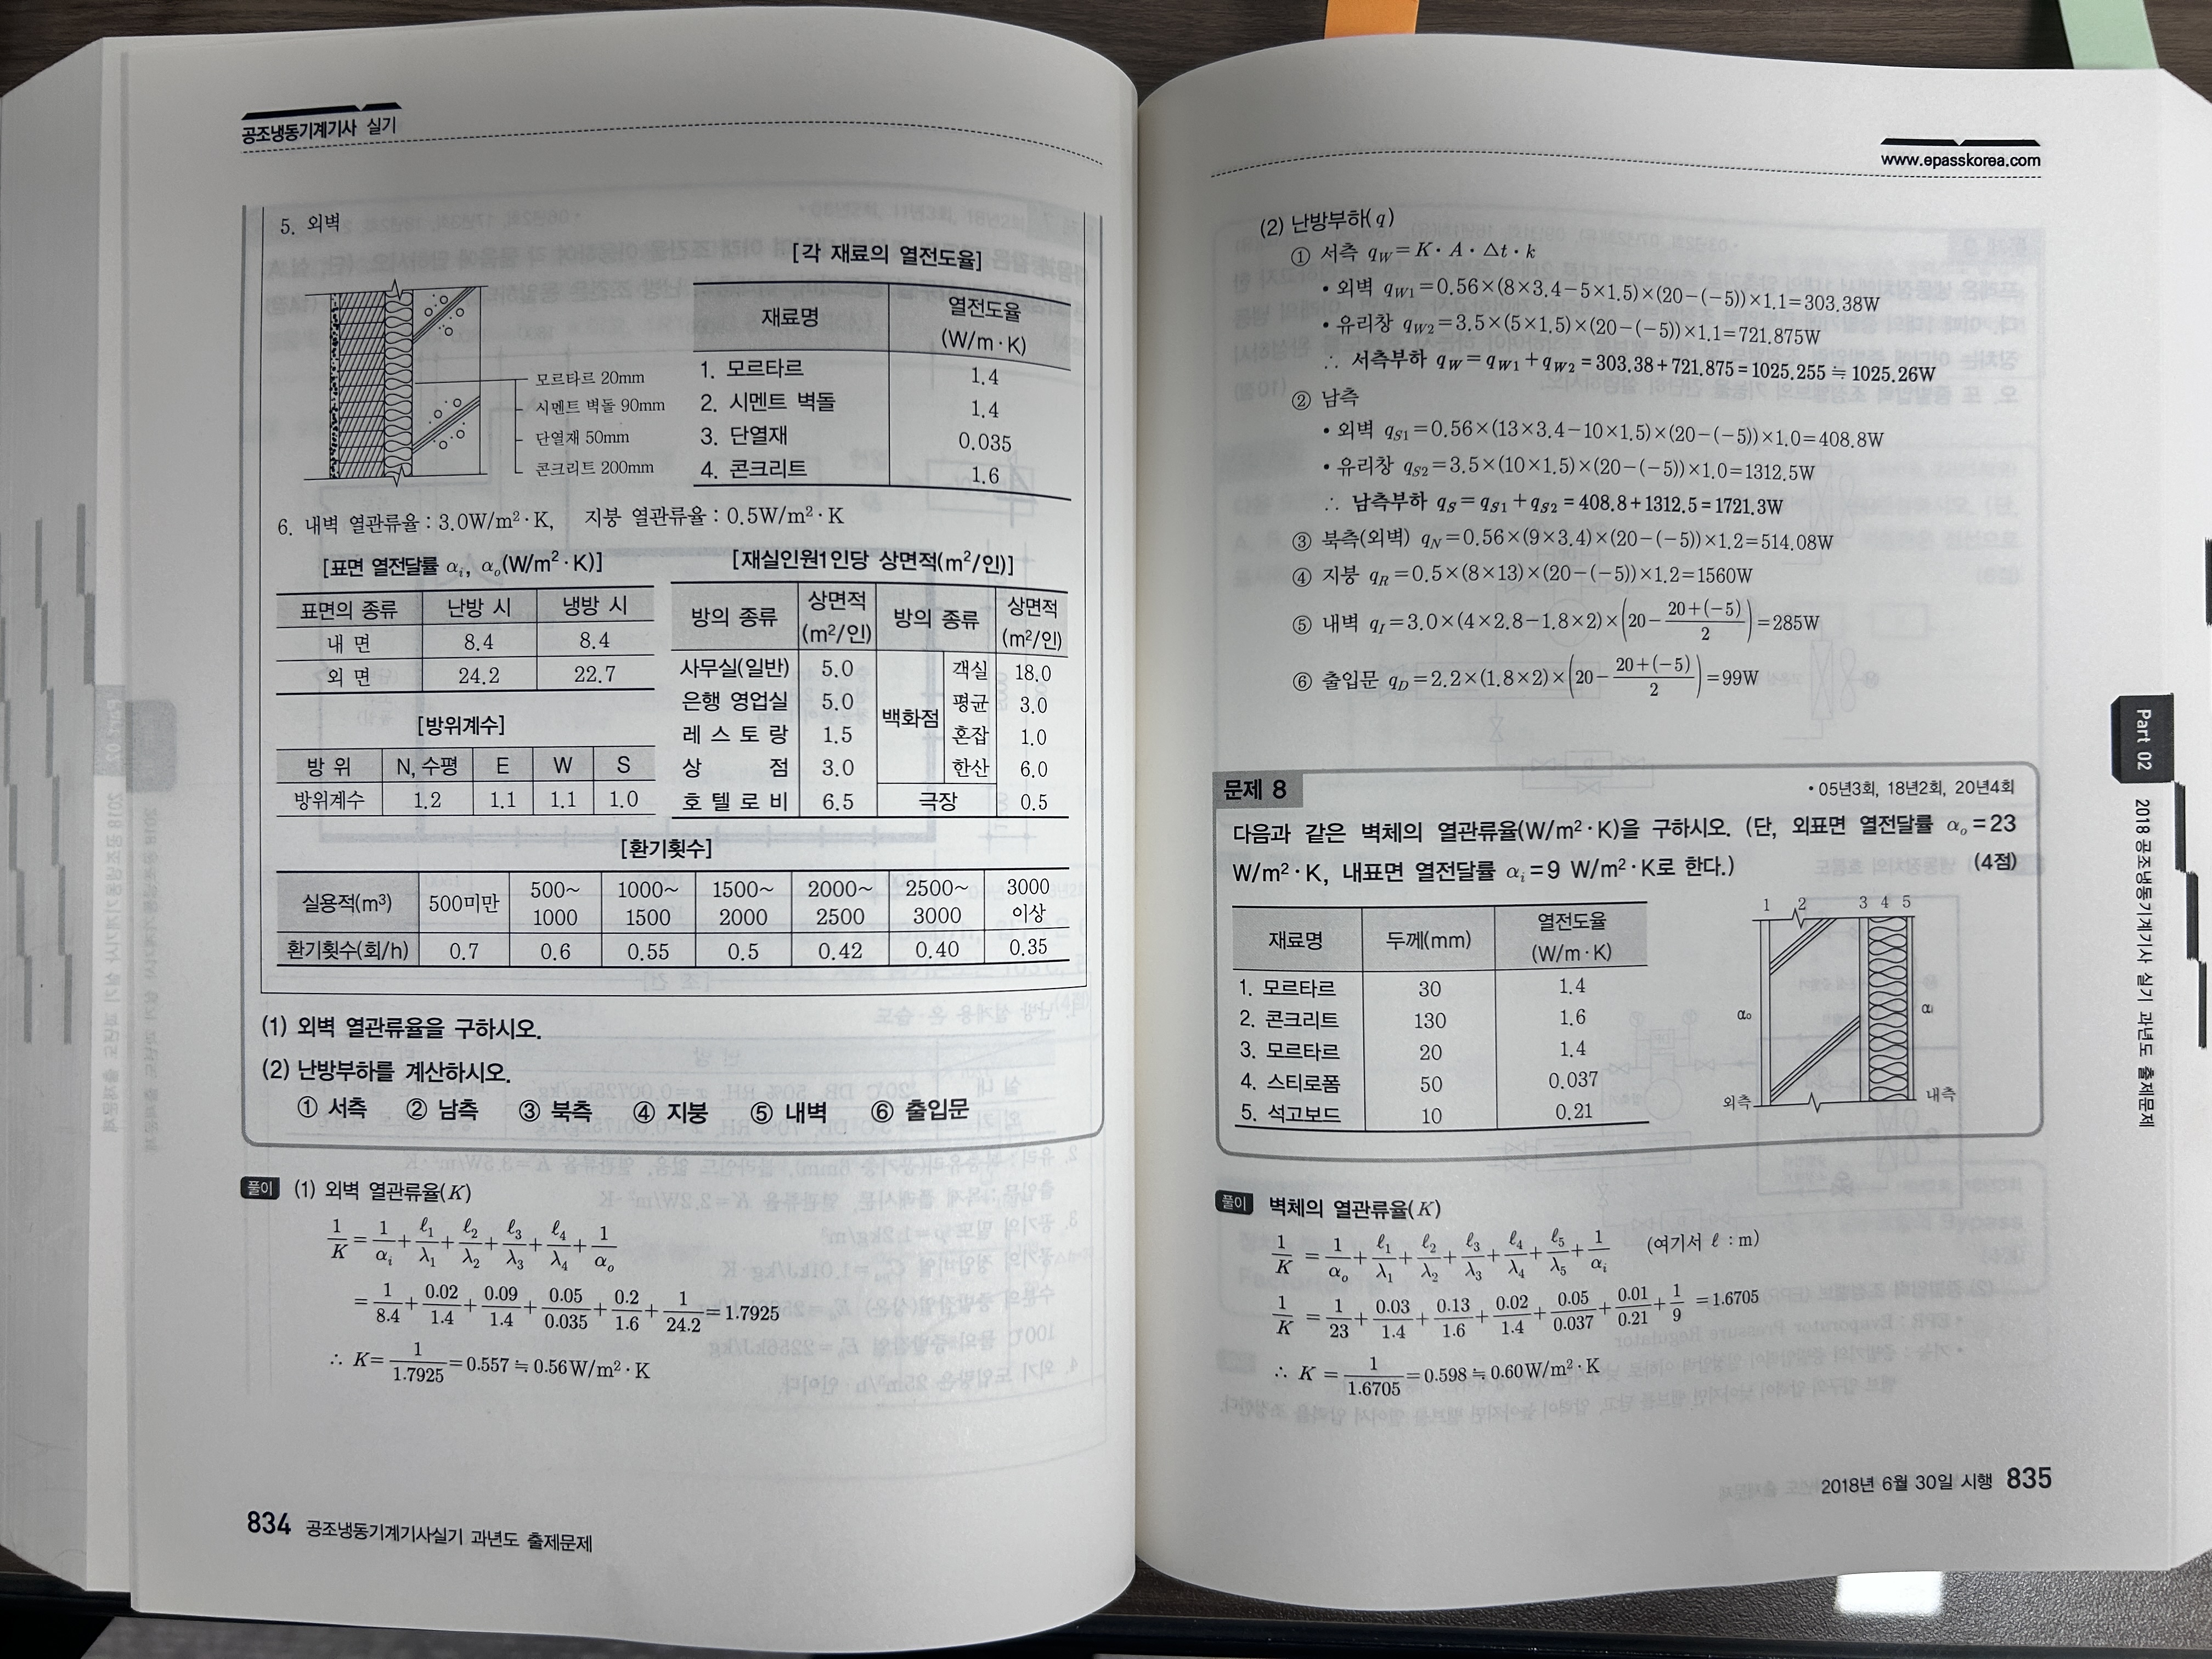 공조냉동기계기사 실기
5. 외벽
모르타르 20mm
시멘트 벽돌 90mm
단열재 50mm
콘크리트 200mm
[각 재료의 열전도율]
재료명 열전도율 (W/m·K)
1. 모르타르 1.4
2. 시멘트 벽돌 1.4
3. 단열재 0.035
4. 콘크리트 1.6
6. 내벽 열관류율 : 3.0W/m²·K, 지붕 열관류율 : 0.5W/m²·K
[표면 열전달률 αi, αo(W/m²·K)]
표면의 종류 난방 시 냉방 시
내 면 8.4 8.4
외 면 24.2 22.7
[방위계수]
방 위 N, 수평 E W S
방위계수 1.2 1.1 1.1 1.0
[재실인원1인당 상면적(m²/인)]
방의 종류 상면적 (m²/인) 방의 종류 상면적 (m²/인)
사무실(일반) 5.0 백화점 객실 18.0
은행 영업실 5.0 평균 3.0
레 스 토 랑 1.5 혼잡 1.0
상 점 3.0 한산 6.0
호 텔 로 비 6.5 극장 0.5
[환기횟수]
실용적(m³) 500미만 500~1000 1000~1500 1500~2000 2000~2500 2500~3000 3000 이상
환기횟수(회/h) 0.7 0.6 0.55 0.5 0.42 0.40 0.35
(1) 외벽 열관류율을 구하시오.
(2) 난방부하를 계산하시오.
① 서측 ② 남측 ③ 북측 ④ 지붕 ⑤ 내벽 ⑥ 출입문
풀이 (1) 외벽 열관류율(K)
1/K = 1/αi + ℓ1/λ1 + ℓ2/λ2 + ℓ3/λ3 + ℓ4/λ4 + 1/αo
= 1/8.4 + 0.02/1.4 + 0.09/1.4 + 0.05/0.035 + 0.2/1.6 + 1/24.2 = 1.7925
∴ K = 1/1.7925 = 0.557 ≒ 0.56W/m²·K
834 공조냉동기계기사실기 과년도 출제문제
www.epasskorea.com
(2) 난방부하(q)
① 서측 qW = K·A·Δt·k
• 외벽 qW1 = 0.56×(8×3.4−5×1.5)×(20−(−5))×1.1=303.38W
• 유리창 qW2 = 3.5×(5×1.5)×(20−(−5))×1.1=721.875W
∴ 서측부하 qW = qW1 + qW2 = 303.38+721.875=1025.255≒1025.26W
② 남측
• 외벽 qS1 = 0.56×(13×3.4−10×1.5)×(20−(−5))×1.0=408.8W
• 유리창 qS2 = 3.5×(10×1.5)×(20−(−5))×1.0=1312.5W
∴ 남측부하 qS = qS1 + qS2 = 408.8+1312.5=1721.3W
③ 북측(외벽) qN = 0.56×(9×3.4)×(20−(−5))×1.2=514.08W
④ 지붕 qR = 0.5×(8×13)×(20−(−5))×1.2=1560W
⑤ 내벽 qI = 3.0×(4×2.8−1.8×2)×(20−(20+(−5))/2)=285W
⑥ 출입문 qD = 2.2×(1.8×2)×(20−(20+(−5))/2)=99W
문제 8 •05년3회, 18년2회, 20년4회
다음과 같은 벽체의 열관류율(W/m²·K)을 구하시오. (단, 외표면 열전달률 αo=23
W/m²·K, 내표면 열전달률 αi=9 W/m²·K로 한다.) (4점)
재료명 두께(mm) 열전도율 (W/m·K)
1. 모르타르 30 1.4
2. 콘크리트 130 1.6
3. 모르타르 20 1.4
4. 스티로폼 50 0.037
5. 석고보드 10 0.21
1 2 3 4 5
αo αi
외측 내측
풀이 벽체의 열관류율(K)
1/K = 1/αo + ℓ1/λ1 + ℓ2/λ2 + ℓ3/λ3 + ℓ4/λ4 + ℓ5/λ5 + 1/αi (여기서 ℓ : m)
1/K = 1/23 + 0.03/1.4 + 0.13/1.6 + 0.02/1.4 + 0.05/0.037 + 0.01/0.21 + 1/9 = 1.6705
∴ K = 1/1.6705 = 0.598≒0.60W/m²·K
2018년 6월 30일 시행 835
Part 02
2018 공조냉동기계기사 실기 과년도 출제문제